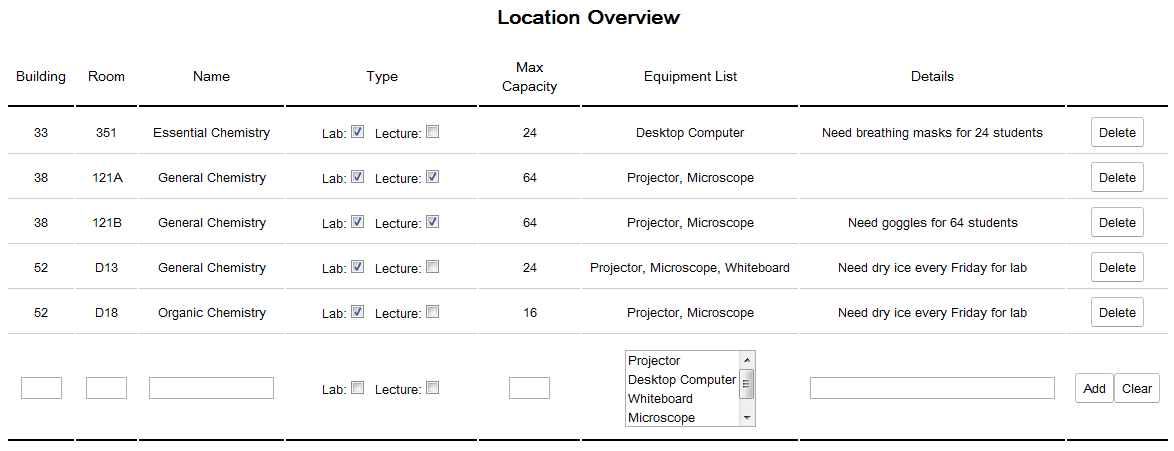 Location Overview
Building Room Name Type Max Capacity Equipment List Details
33 351 Essential Chemistry Lab: Lecture: 24 Desktop Computer Need breathing masks for 24 students Delete
38 121A General Chemistry Lab: Lecture: 64 Projector, Microscope Delete
38 121B General Chemistry Lab: Lecture: 64 Projector, Microscope Need goggles for 64 students Delete
52 D13 General Chemistry Lab: Lecture: 24 Projector, Microscope, Whiteboard Need dry ice every Friday for lab Delete
52 D18 Organic Chemistry Lab: Lecture: 16 Projector, Microscope Need dry ice every Friday for lab Delete
Lab: Lecture: Projector Add Clear
Desktop Computer
Whiteboard
Microscope